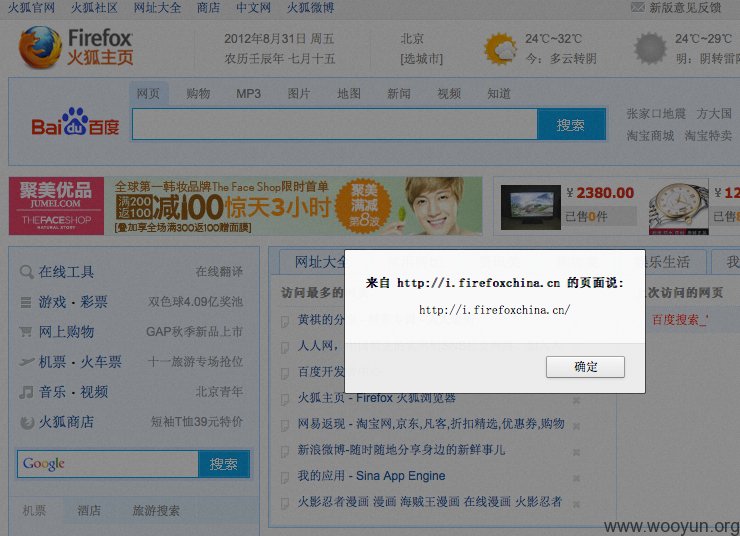 火狐官网 火狐社区 网址大全 商店 中文网 火狐微博 新版意见反馈
Firefox
火狐主页
2012年8月31日 周五
农历壬辰年 七月十五
北京
[选城市]
24℃~32℃
今：多云转阴
24℃~29℃
明：阴转雷阵
网页 购物 MP3 图片 地图 新闻 视频 知道
Baidu百度
搜索
张家口地震 方大国
淘宝商城 淘宝特卖
聚美优品
JUMEI.COM
THEFACESHOP
NATURAL STORY
全球第一韩妆品牌The Face Shop限时首单
满200返100 减100 惊天3小时
[叠加享全场满300返100赠面膜]
聚美满减第8波
¥ 2380.00
已售0件
¥ 12
已售
在线工具 在线翻译
游戏·彩票 双色球4.09亿奖池
网上购物 GAP秋季新品上市
机票·火车票 十一旅游专场抢位
音乐·视频 北京青年
火狐商店 短袖T恤39元特价
Google
搜索
机票 酒店 旅游搜索
网址大全 娱乐生活 我
访问最多的 次访问的网页
黄祺的分
百度搜索_'
人人网，
百度开发
火狐主页 - Firefox 火狐浏览器
网易返现 - 淘宝网,京东,凡客,折扣精选,优惠券,购物
新浪微博-随时随地分享身边的新鲜事儿
我的应用 - Sina App Engine
火影忍者漫画 漫画 海贼王漫画 在线漫画 火影忍者
来自 http://i.firefoxchina.cn 的页面说:
http://i.firefoxchina.cn/
确定
www.wooyun.org